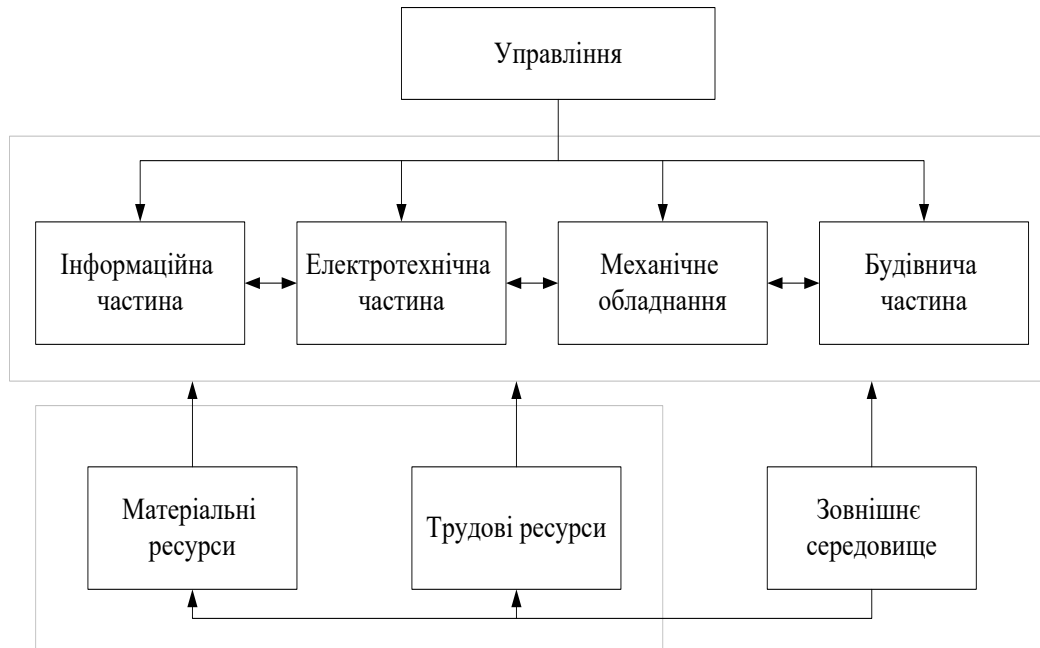 Управління
Інформаційна
частина
Електротехнічна
частина
Механічне
обладнання
Будівнича
частина
Матеріальні
ресурси
Трудові ресурси
Зовнішнє
середовище